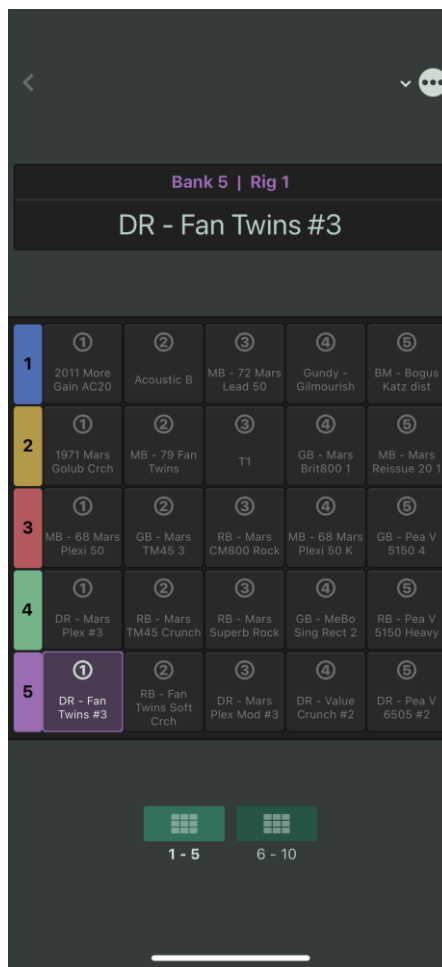 Bank 5 | Rig 1
DR - Fan Twins #3
1
① ② ③ ④ ⑤
2011 More Gain AC20
Acoustic B
MB - 72 Mars Lead 50
Gundy - Gilmourish
BM - Bogus Katz dist
2
① ② ③ ④ ⑤
1971 Mars Golub Crch
MB - 79 Fan Twins
T1
GB - Mars Brit800 1
MB - Mars Reissue 20 1
3
① ② ③ ④ ⑤
MB - 68 Mars Plexi 50
GB - Mars TM45 3
RB - Mars CM800 Rock
MB - 68 Mars Plexi 50 K
GB - Pea V 5150 4
4
① ② ③ ④ ⑤
DR - Mars Plex #3
RB - Mars TM45 Crunch
RB - Mars Superb Rock
GB - MeBo Sing Rect 2
RB - Pea V 5150 Heavy
5
① ② ③ ④ ⑤
DR - Fan Twins #3
RB - Fan Twins Soft Crch
DR - Mars Plex Mod #3
DR - Value Crunch #2
DR - Pea V 6505 #2
1 - 5
6 - 10